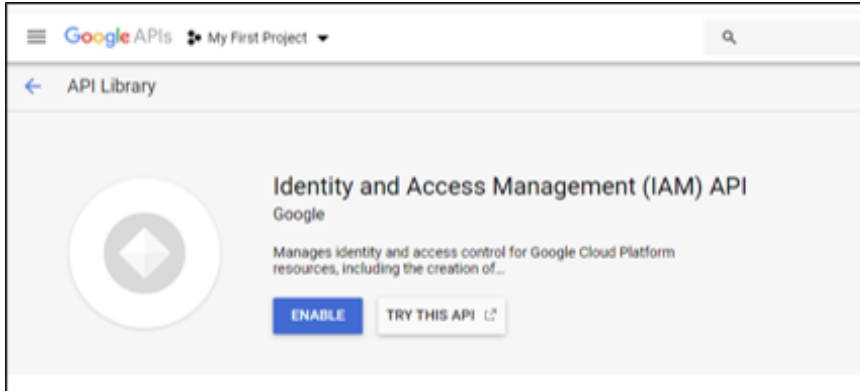 Google APIs My First Project
API Library
Identity and Access Management (IAM) API
Google
Manages identity and access control for Google Cloud Platform
resources, including the creation of...
ENABLE TRY THIS API